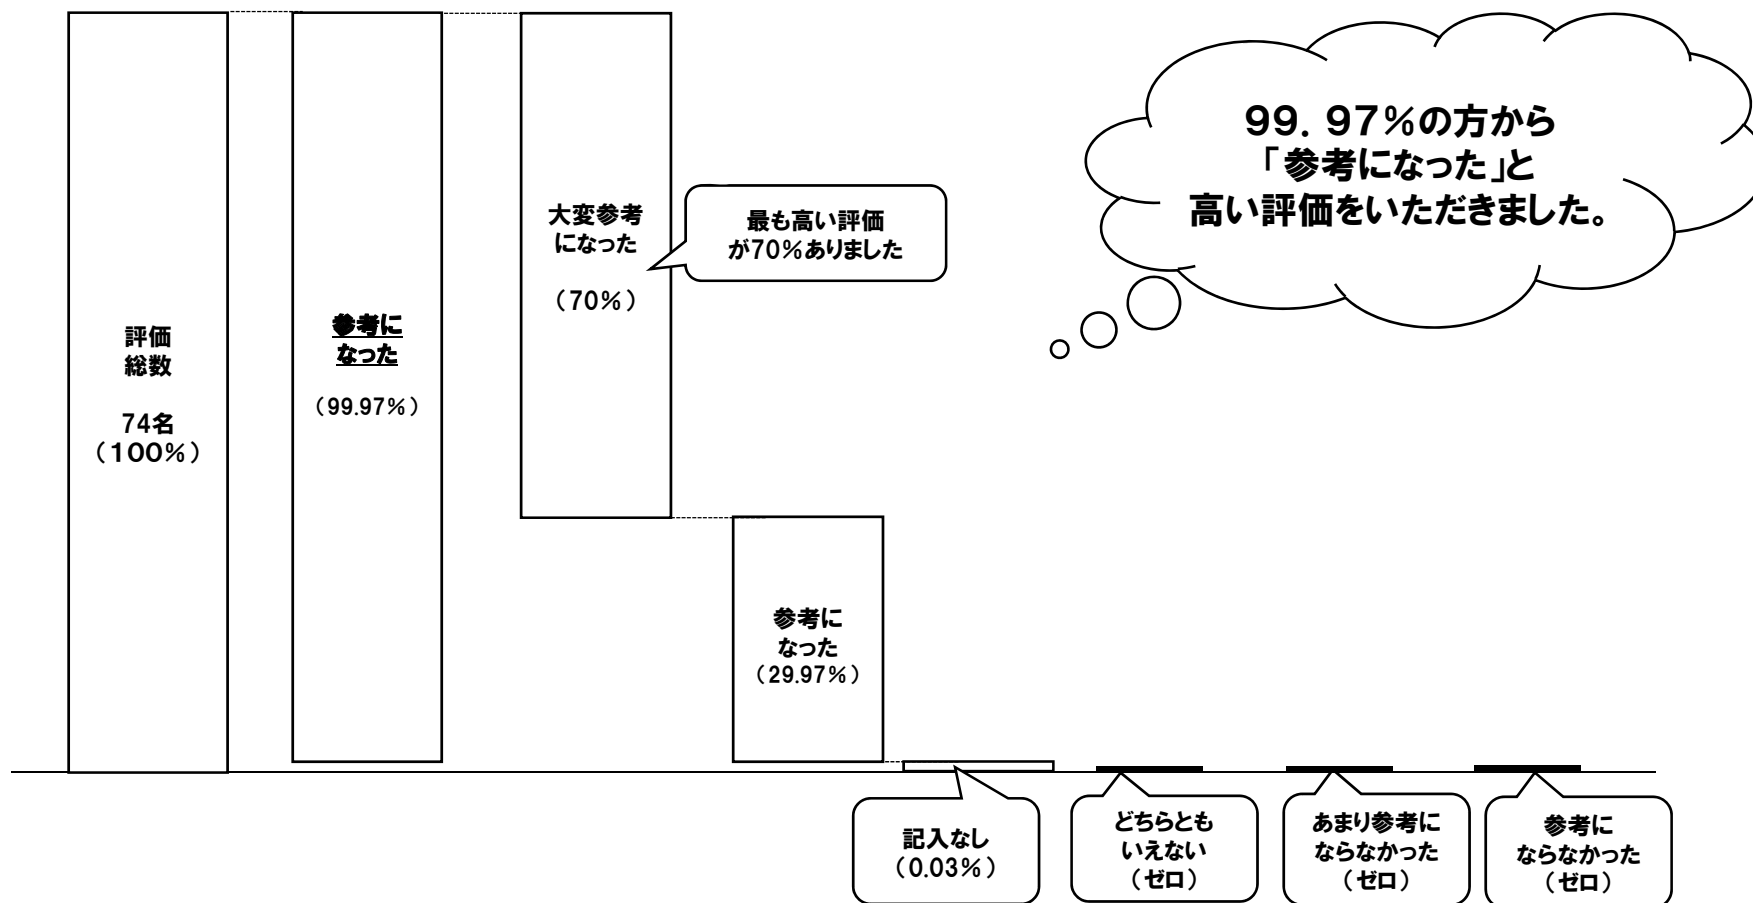 評価
総数
74名
（100%）
参考に
なった
（99.97%）
大変参考
になった
（70%）
最も高い評価
が70%ありました
99．97%の方から
「参考になった」と
高い評価をいただきました。
参考に
なった
（29.97%）
記入なし
（0.03%）
どちらとも
いえない
（ゼロ）
あまり参考に
ならなかった
（ゼロ）
参考に
ならなかった
（ゼロ）